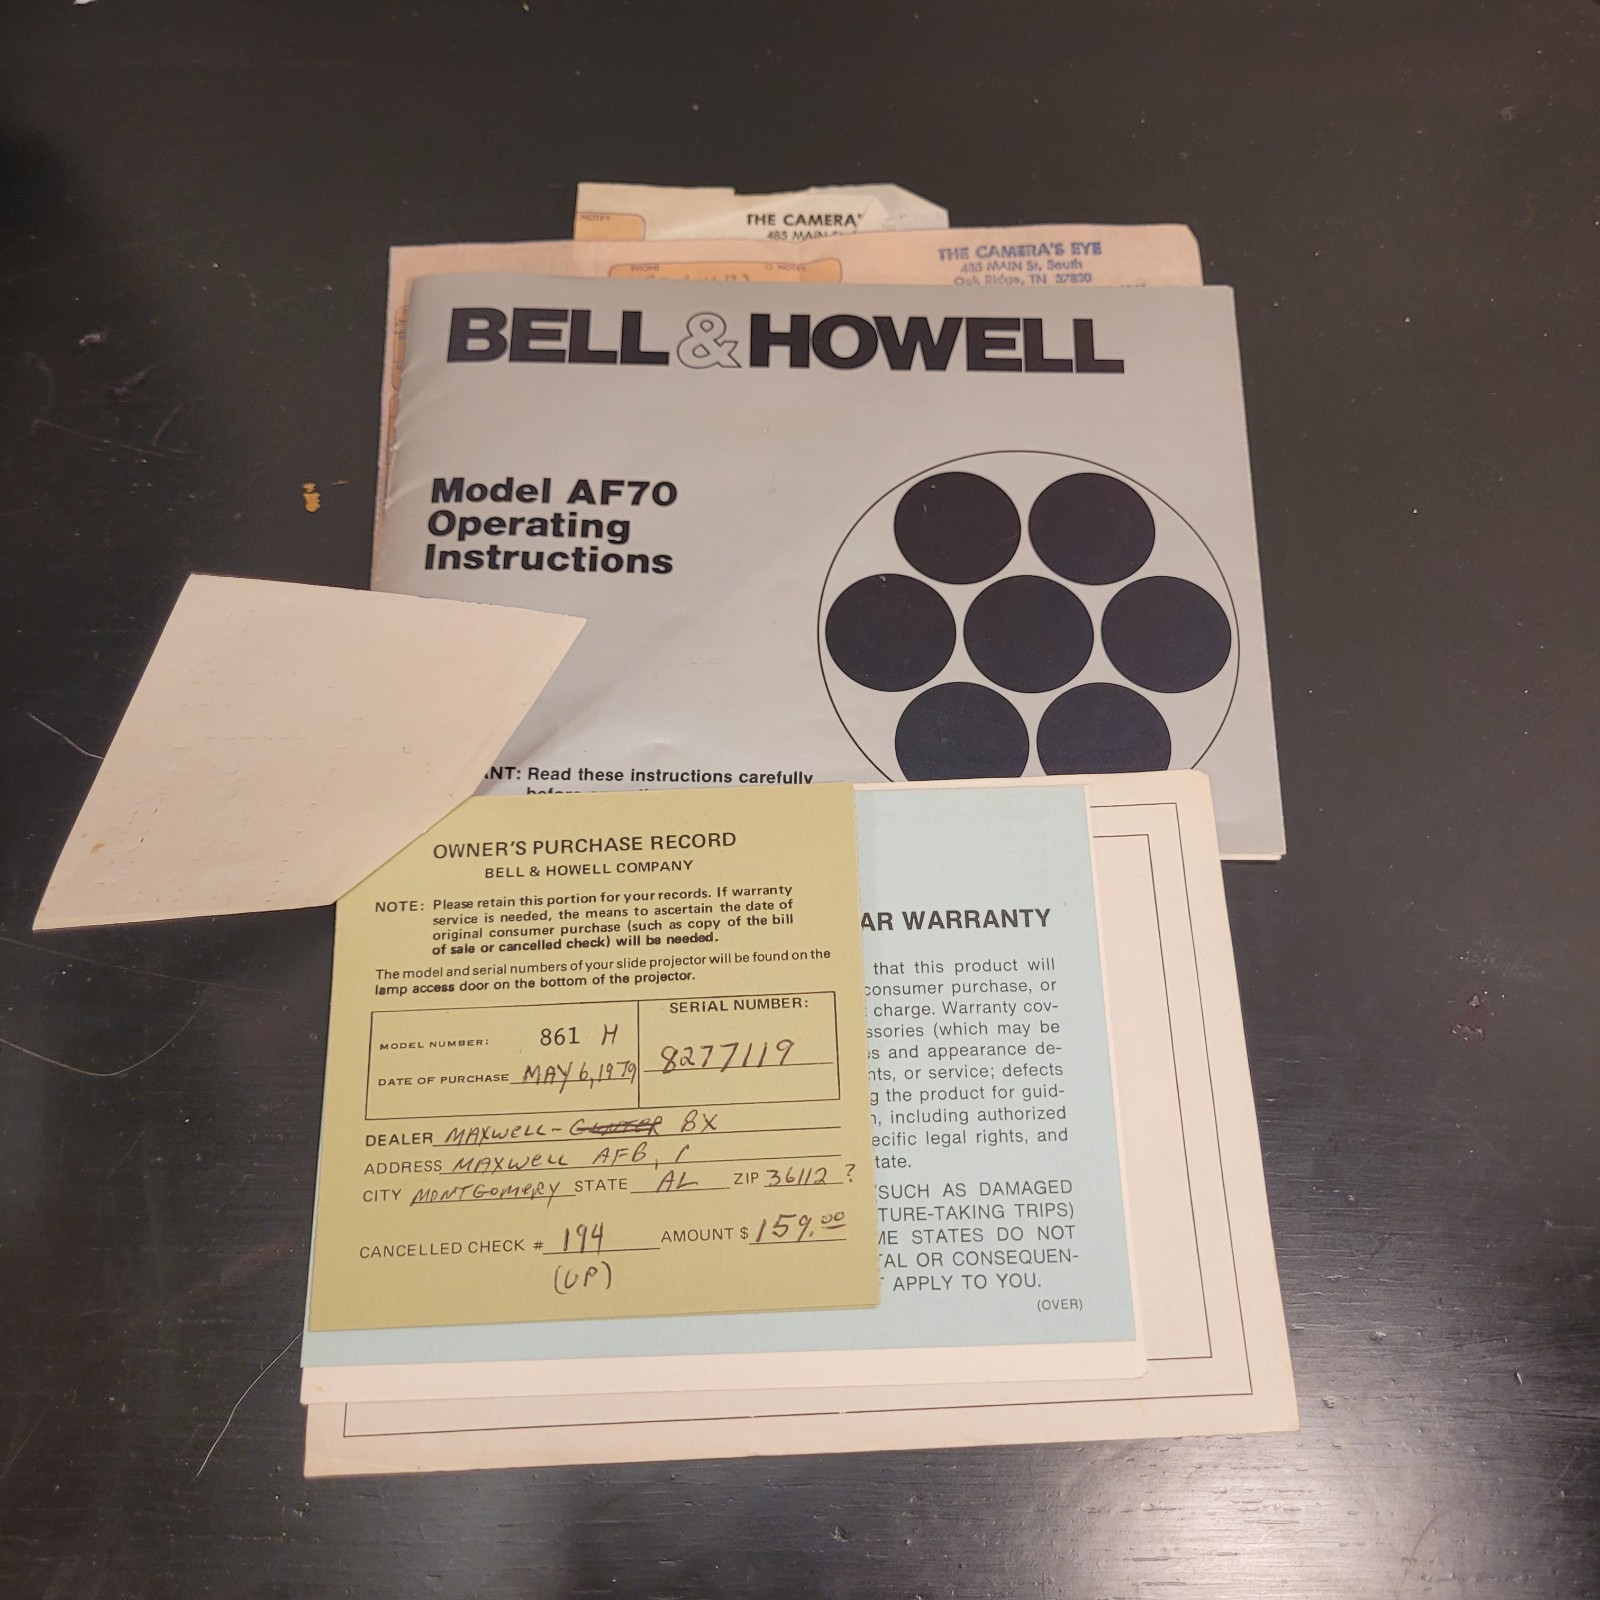 NOTIFY
THE CAMERA'
485 MAIN
PHONE
NOTIFY
THE CAMERA'S EYE
485 MAIN St, South
Oak Ridge, TN 37830
BELL & HOWELL
Model AF70
Operating
Instructions
NT: Read these instructions carefully
OWNER'S PURCHASE RECORD
BELL & HOWELL COMPANY
NOTE: Please retain this portion for your records. If warranty
service is needed, the means to ascertain the date of
original consumer purchase (such as copy of the bill
of sale or cancelled check) will be needed.
The model and serial numbers of your slide projector will be found on the
lamp access door on the bottom of the projector.
MODEL NUMBER: 861 H
DATE OF PURCHASE MAY 6, 1979
SERIAL NUMBER:
8277119
DEALER MAXWELL- BX
ADDRESS MAXWELL AFB,
CITY MONTGOMERY STATE AL ZIP 36112 ?
CANCELLED CHECK # 194 AMOUNT $ 159.00
(UP)
AR WARRANTY
that this product will
consumer purchase, or
charge. Warranty cov-
ssories (which may be
s and appearance de-
nts, or service; defects
g the product for guid-
n, including authorized
ecific legal rights, and
tate.
SUCH AS DAMAGED
TURE-TAKING TRIPS)
ME STATES DO NOT
AL OR CONSEQUEN-
APPLY TO YOU.
(OVER)